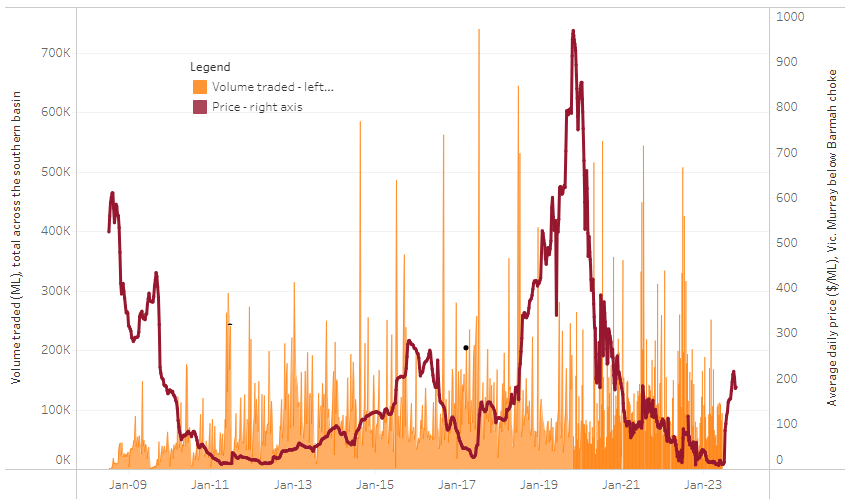 Legend
Volume traded - left...
Price - right axis
Volume traded (ML), total across the southern basin
700K
600K
500K
400K
300K
200K
100K
0K
1000
900
800
700
600
500
400
300
200
100
0
Average daily price ($/ML), Vic. Murray below Barmah choke
Jan-09
Jan-11
Jan-13
Jan-15
Jan-17
Jan-19
Jan-21
Jan-23